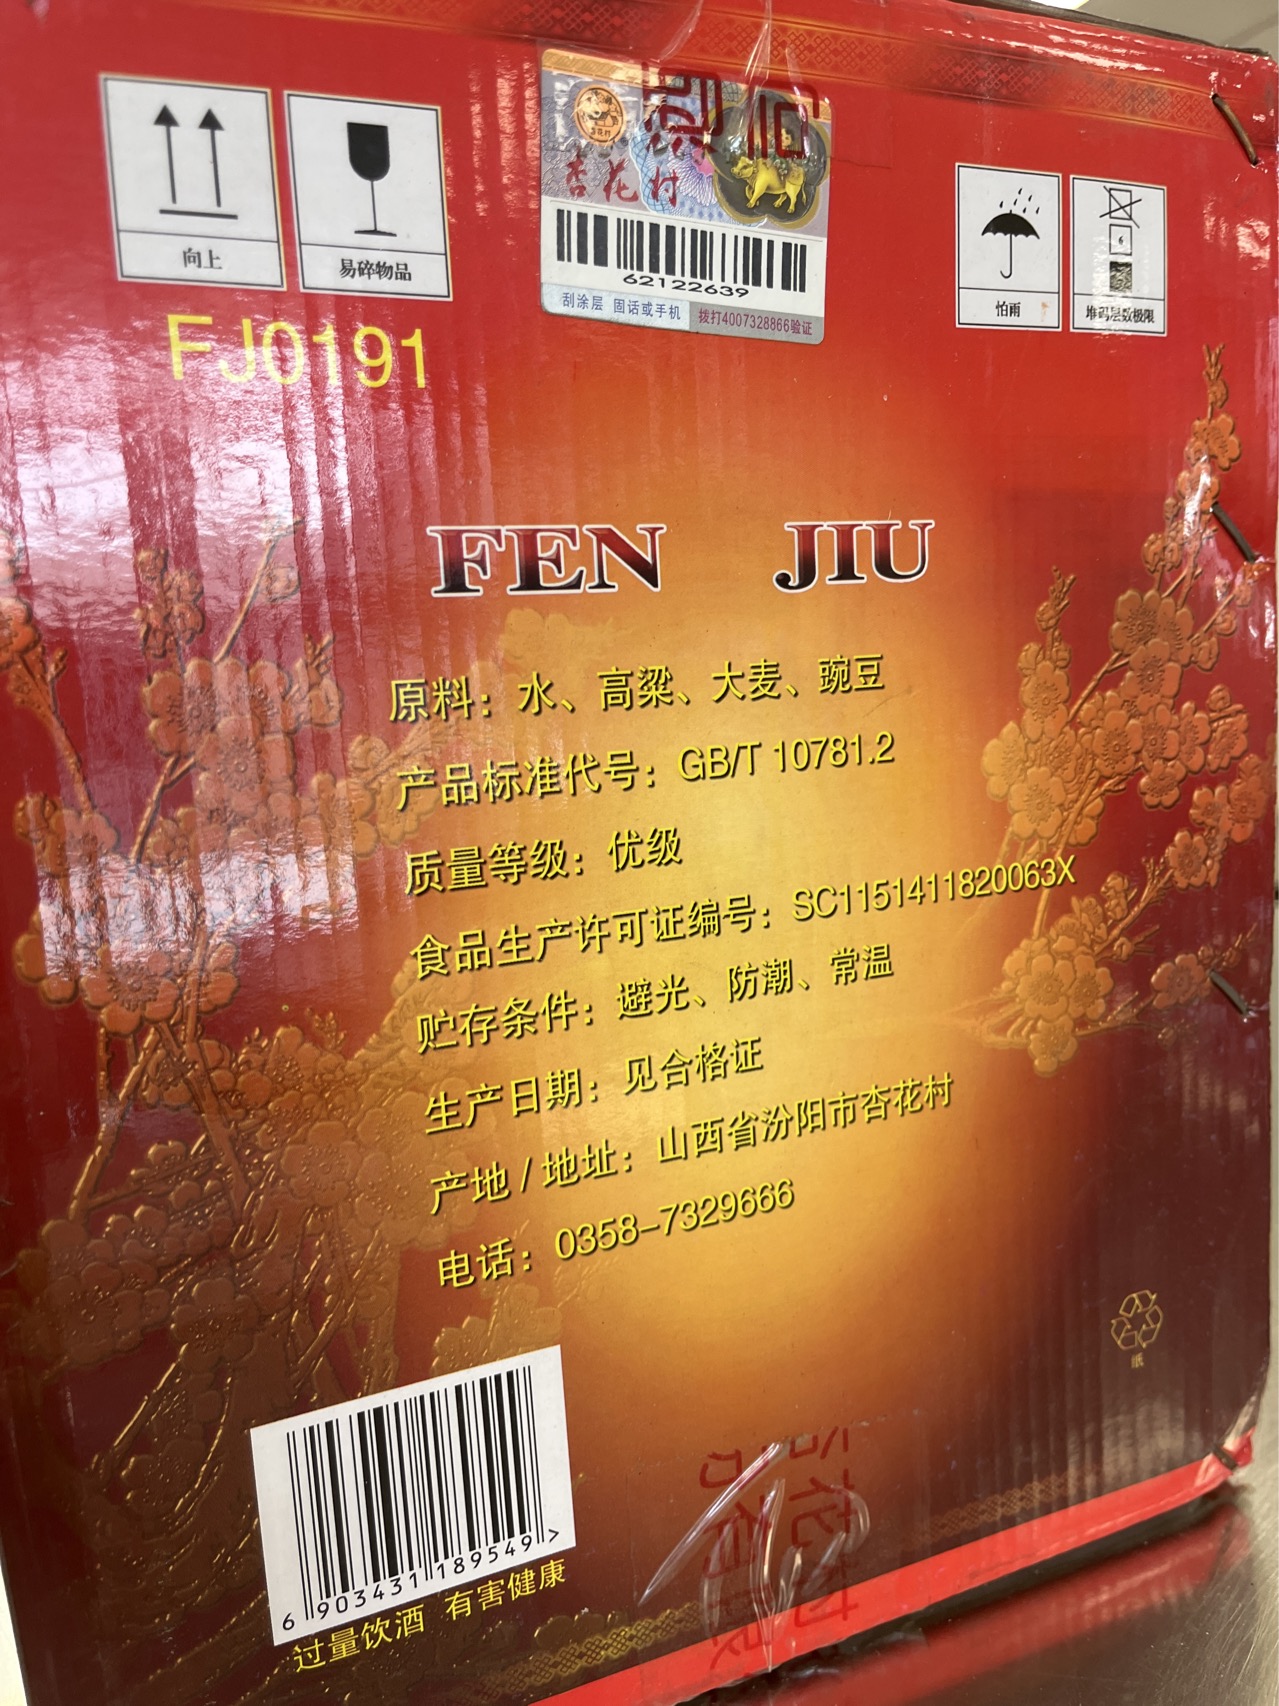 向上
易碎物品
杏花村
62122639
刮涂层 固话或手机 拨打4007328866验证
怕雨
6
堆码层数极限
FJ0191
FEN JIU
原料：水、高粱、大麦、豌豆
产品标准代号：GB/T 10781.2
质量等级：优级
食品生产许可证编号：SC1151411820063X
贮存条件：避光、防潮、常温
生产日期：见合格证
产地/地址：山西省汾阳市杏花村
电话：0358-7329666
纸
6 903431 189549 >
过量饮酒 有害健康